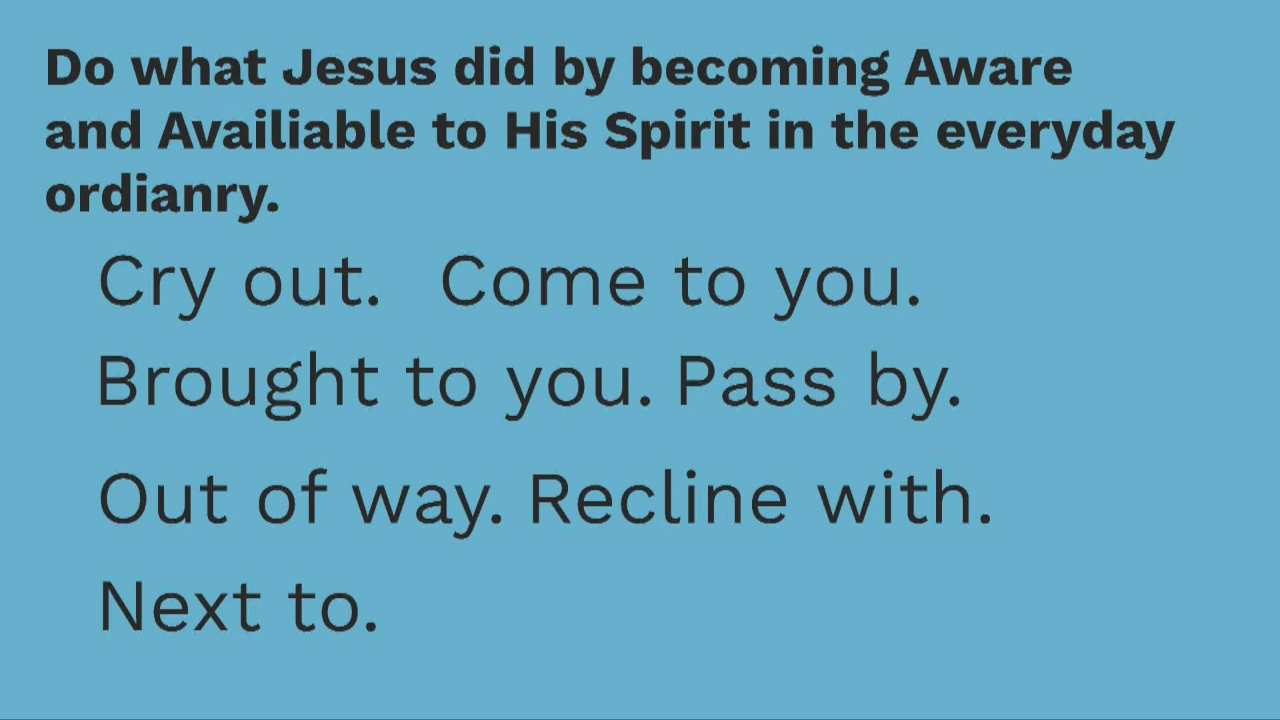 Do what Jesus did by becoming Aware
and Availiable to His Spirit in the everyday
ordianry.
Cry out. Come to you.
Brought to you. Pass by.
Out of way. Recline with.
Next to.